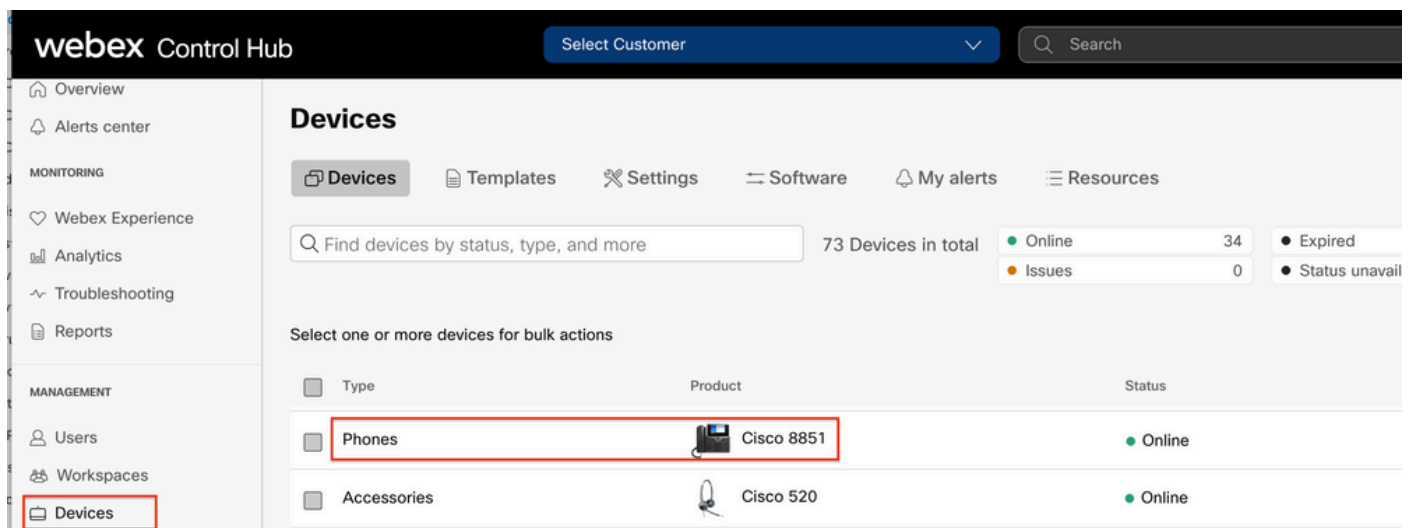 webex Control Hub
Select Customer
Search
Overview
Alerts center
MONITORING
Webex Experience
Analytics
Troubleshooting
Reports
MANAGEMENT
Users
Workspaces
Devices
Devices
Devices Templates Settings Software My alerts Resources
Find devices by status, type, and more
73 Devices in total
Online 34
Issues 0
Expired
Status unavail
Select one or more devices for bulk actions
Type Product Status
Phones Cisco 8851 Online
Accessories Cisco 520 Online